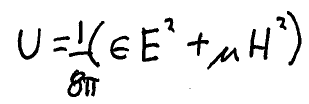 U = 1/8π (ϵE² + μH²)